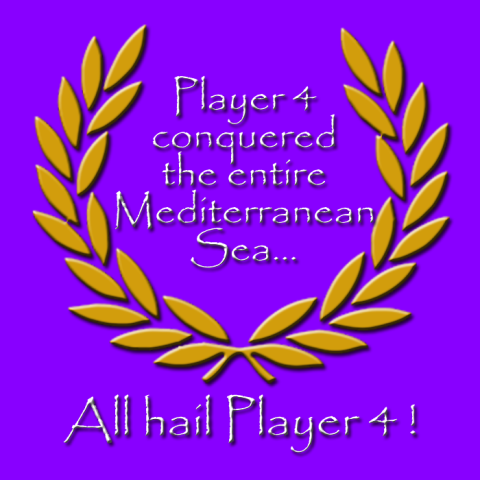 Player 4
conquered
the entire
Mediterranean
Sea...
All hail Player 4 !